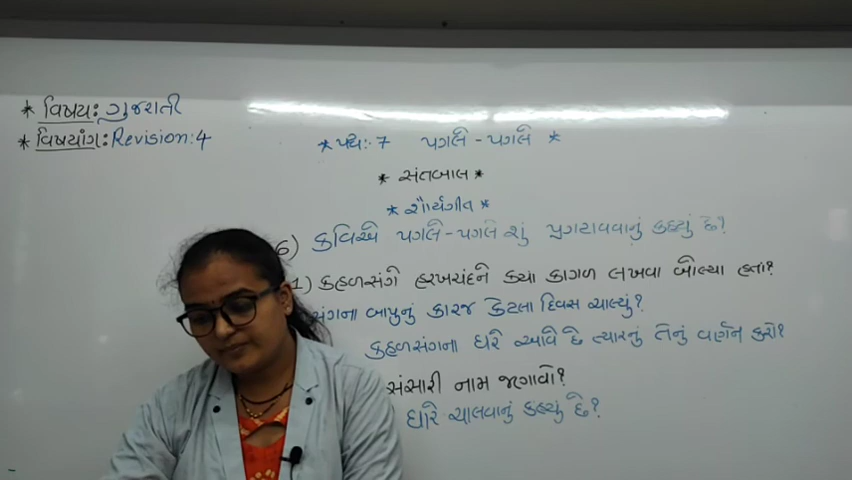 * વિષય: ગુજરાતી
* વિષયાંગ: Revision: 4
* પદ્ય: 7 પગલે - પગલે *
* સંતબાલ *
* શૌર્યગીત *
6) કવિએ પગલે-પગલે શું પ્રગટાવવાનું કહ્યું છે?
1) કહળસંગે હરખચંદને કયા કાગળ લખવા બોલ્યા હતા?
સંગના બાપુનું કારજ કેટલા દિવસ ચાલ્યું?
કહળસંગના ઘરે આવે છે ત્યારનું તેનું વર્ણન કરો?
સંસારી નામ જણાવો?
ધારે ચાલવાનું કહ્યું છે?